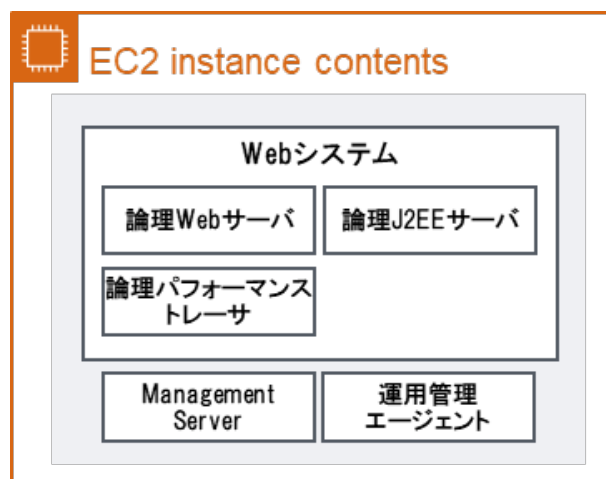 EC2 instance contents
Webシステム
論理Webサーバ
論理J2EEサーバ
論理パフォーマンス
トレーサ
Management
Server
運用管理
エージェント